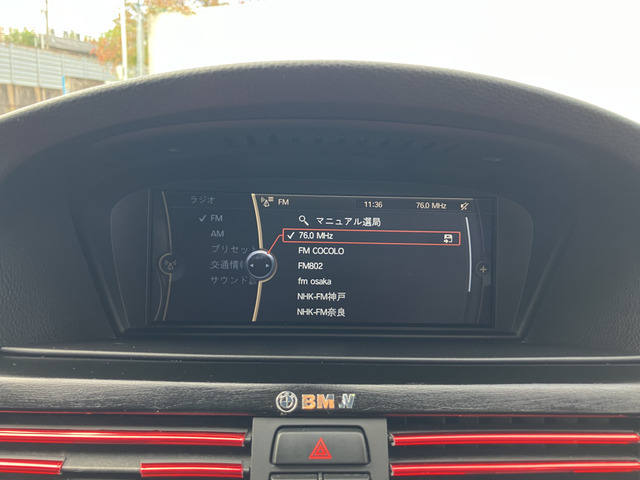 ラジオ
FM 11:36 76.0 MHz
FM
AM
プリセット
交通情
サウンド
マニュアル選局
76.0 MHz
FM COCOLO
FM802
fm osaka
NHK-FM神戸
NHK-FM奈良
BMW